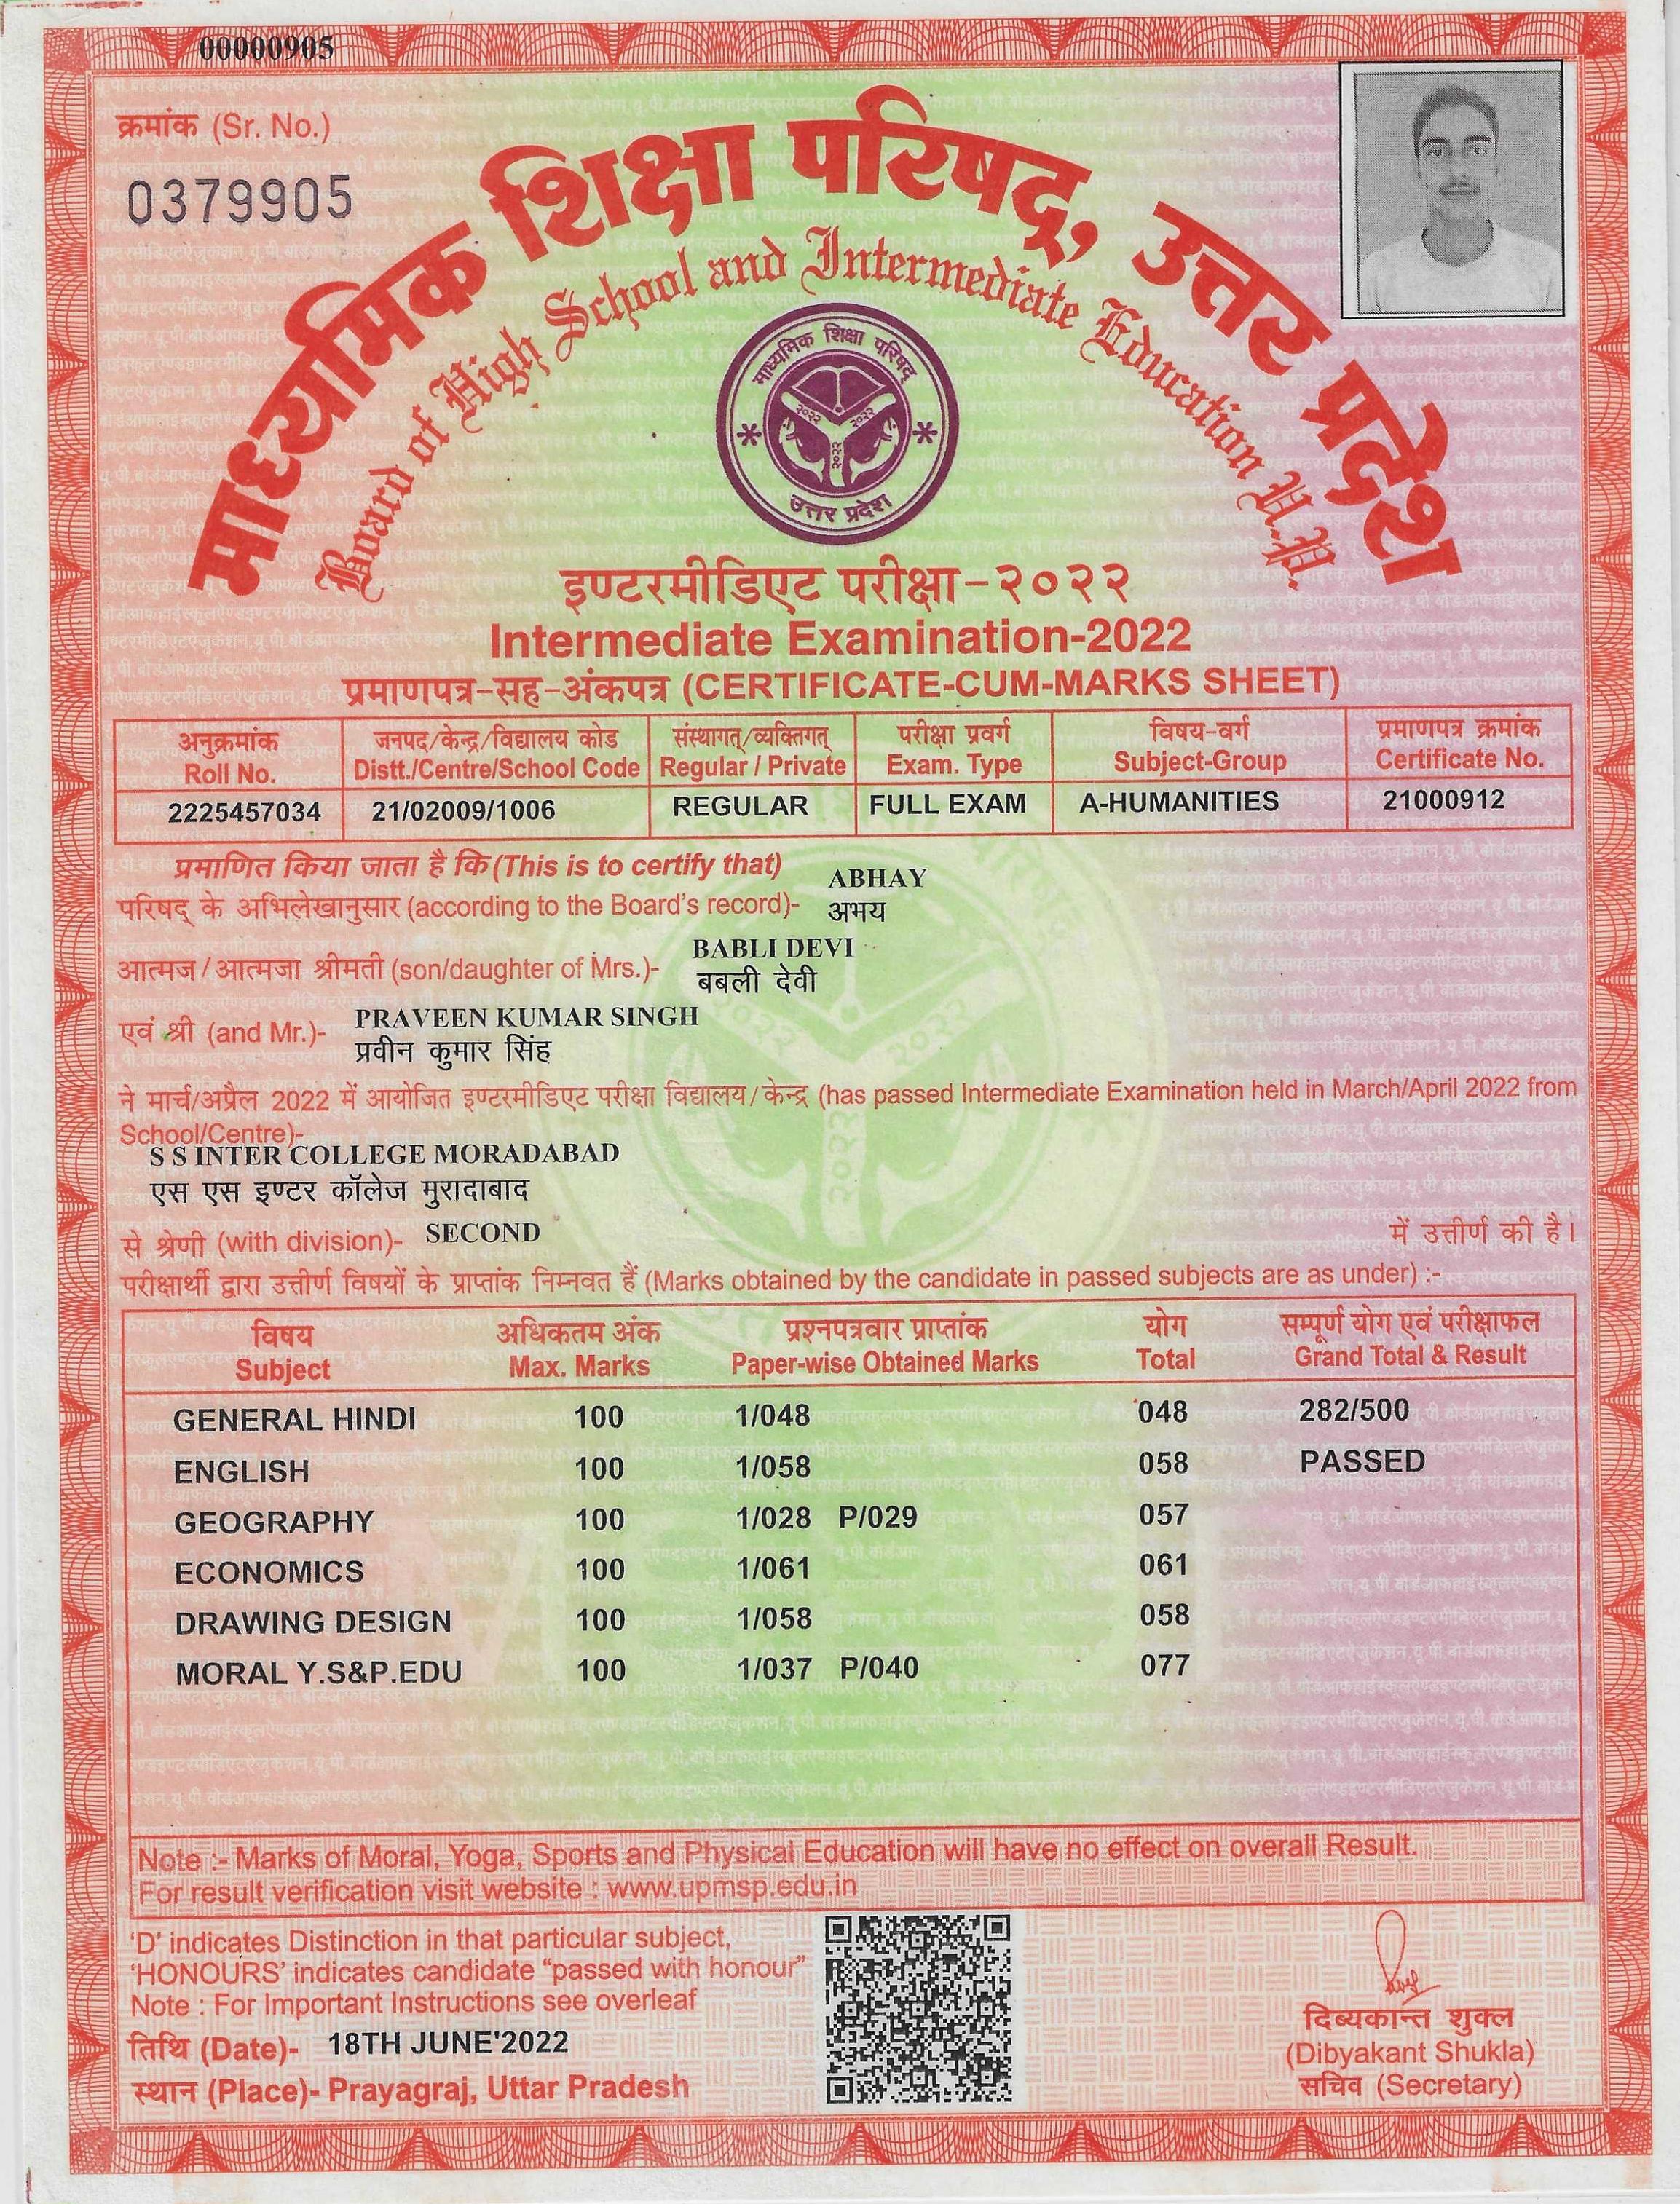 00000905
क्रमांक (Sr. No.)
0379905
माध्यमिक शिक्षा परिषद्, उत्तर प्रदेश
Board of High School and Intermediate Education U.P.
माध्यमिक शिक्षा परिषद्
२०२२ २०२२
२०२२
उत्तर प्रदेश
इण्टरमीडिएट परीक्षा-२०२२
Intermediate Examination-2022
प्रमाणपत्र-सह-अंकपत्र (CERTIFICATE-CUM-MARKS SHEET)
अनुक्रमांक जनपद/केन्द्र/विद्यालय कोड संस्थागत्/व्यक्तिगत् परीक्षा प्रवर्ग विषय-वर्ग प्रमाणपत्र क्रमांक
Roll No. Distt./Centre/School Code Regular / Private Exam. Type Subject-Group Certificate No.
2225457034 21/02009/1006 REGULAR FULL EXAM A-HUMANITIES 21000912
प्रमाणित किया जाता है कि (This is to certify that) ABHAY
परिषद् के अभिलेखानुसार (according to the Board's record)- अभय
BABLI DEVI
आत्मज/आत्मजा श्रीमती (son/daughter of Mrs.)- बबली देवी
PRAVEEN KUMAR SINGH
एवं श्री (and Mr.)- प्रवीन कुमार सिंह
ने मार्च/अप्रैल 2022 में आयोजित इण्टरमीडिएट परीक्षा विद्यालय/केन्द्र (has passed Intermediate Examination held in March/April 2022 from
School/Centre)-
S S INTER COLLEGE MORADABAD
एस एस इण्टर कॉलेज मुरादाबाद
से श्रेणी (with division)- SECOND में उत्तीर्ण की है।
परीक्षार्थी द्वारा उत्तीर्ण विषयों के प्राप्तांक निम्नवत हैं (Marks obtained by the candidate in passed subjects are as under) :-
विषय अधिकतम अंक प्रश्नपत्रवार प्राप्तांक योग सम्पूर्ण योग एवं परीक्षाफल
Subject Max. Marks Paper-wise Obtained Marks Total Grand Total & Result
GENERAL HINDI 100 1/048 048 282/500
ENGLISH 100 1/058 058 PASSED
GEOGRAPHY 100 1/028 P/029 057
ECONOMICS 100 1/061 061
DRAWING DESIGN 100 1/058 058
MORAL Y.S&P.EDU 100 1/037 P/040 077
Note :- Marks of Moral, Yoga, Sports and Physical Education will have no effect on overall Result.
For result verification visit website : www.upmsp.edu.in
'D' indicates Distinction in that particular subject,
'HONOURS' indicates candidate "passed with honour"
Note : For Important Instructions see overleaf
तिथि (Date)- 18TH JUNE'2022
स्थान (Place)- Prayagraj, Uttar Pradesh
दिब्यकान्त शुक्ल
(Dibyakant Shukla)
सचिव (Secretary)